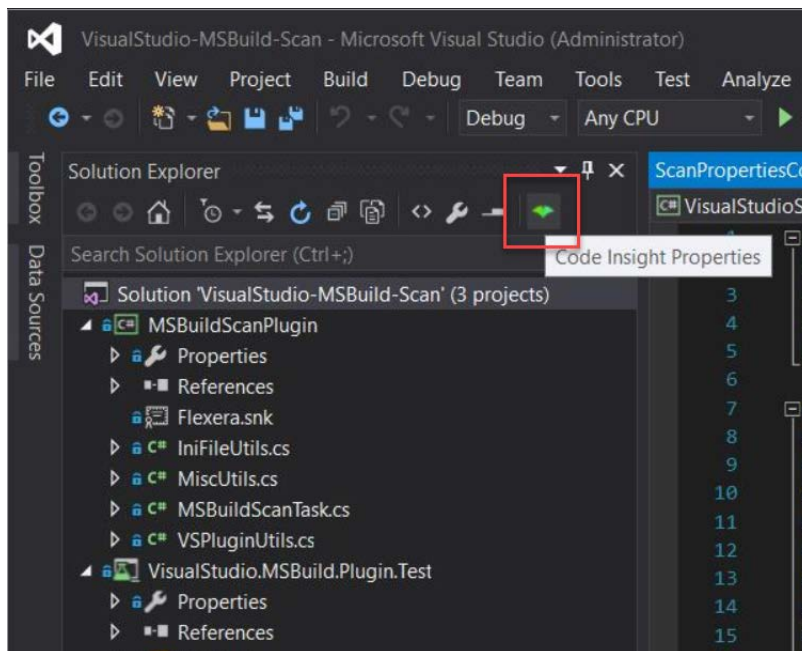 VisualStudio-MSBuild-Scan - Microsoft Visual Studio (Administrator)
File Edit View Project Build Debug Team Tools Test Analyze
Debug Any CPU
Toolbox
Data Sources
Solution Explorer
Search Solution Explorer (Ctrl+;)
Solution 'VisualStudio-MSBuild-Scan' (3 projects)
C# MSBuildScanPlugin
Properties
References
Flexera.snk
C# IniFileUtils.cs
C# MiscUtils.cs
C# MSBuildScanTask.cs
C# VSPluginUtils.cs
VisualStudio.MSBuild.Plugin.Test
Properties
References
ScanPropertiesCo
C# VisualStudioS
Code Insight Properties
3
4
5
6
7
8
9
10
11
12
13
14
15